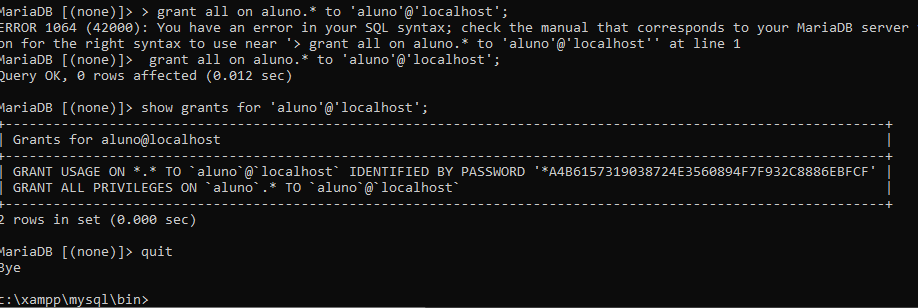 MariaDB [(none)]> > grant all on aluno.* to 'aluno'@'localhost';
ERROR 1064 (42000): You have an error in your SQL syntax; check the manual that corresponds to your MariaDB server
on for the right syntax to use near '> grant all on aluno.* to 'aluno'@'localhost'' at line 1
MariaDB [(none)]>  grant all on aluno.* to 'aluno'@'localhost';
Query OK, 0 rows affected (0.012 sec)
MariaDB [(none)]> show grants for 'aluno'@'localhost';
+--------------------------------------------------------------------------------------------------------------+
| Grants for aluno@localhost                                                                                   |
+--------------------------------------------------------------------------------------------------------------+
| GRANT USAGE ON *.* TO `aluno`@`localhost` IDENTIFIED BY PASSWORD '*A4B6157319038724E3560894F7F932C8886EBFCF' |
| GRANT ALL PRIVILEGES ON `aluno`.* TO `aluno`@`localhost`                                                     |
+--------------------------------------------------------------------------------------------------------------+
2 rows in set (0.000 sec)
MariaDB [(none)]> quit
Bye
c:\xampp\mysql\bin>